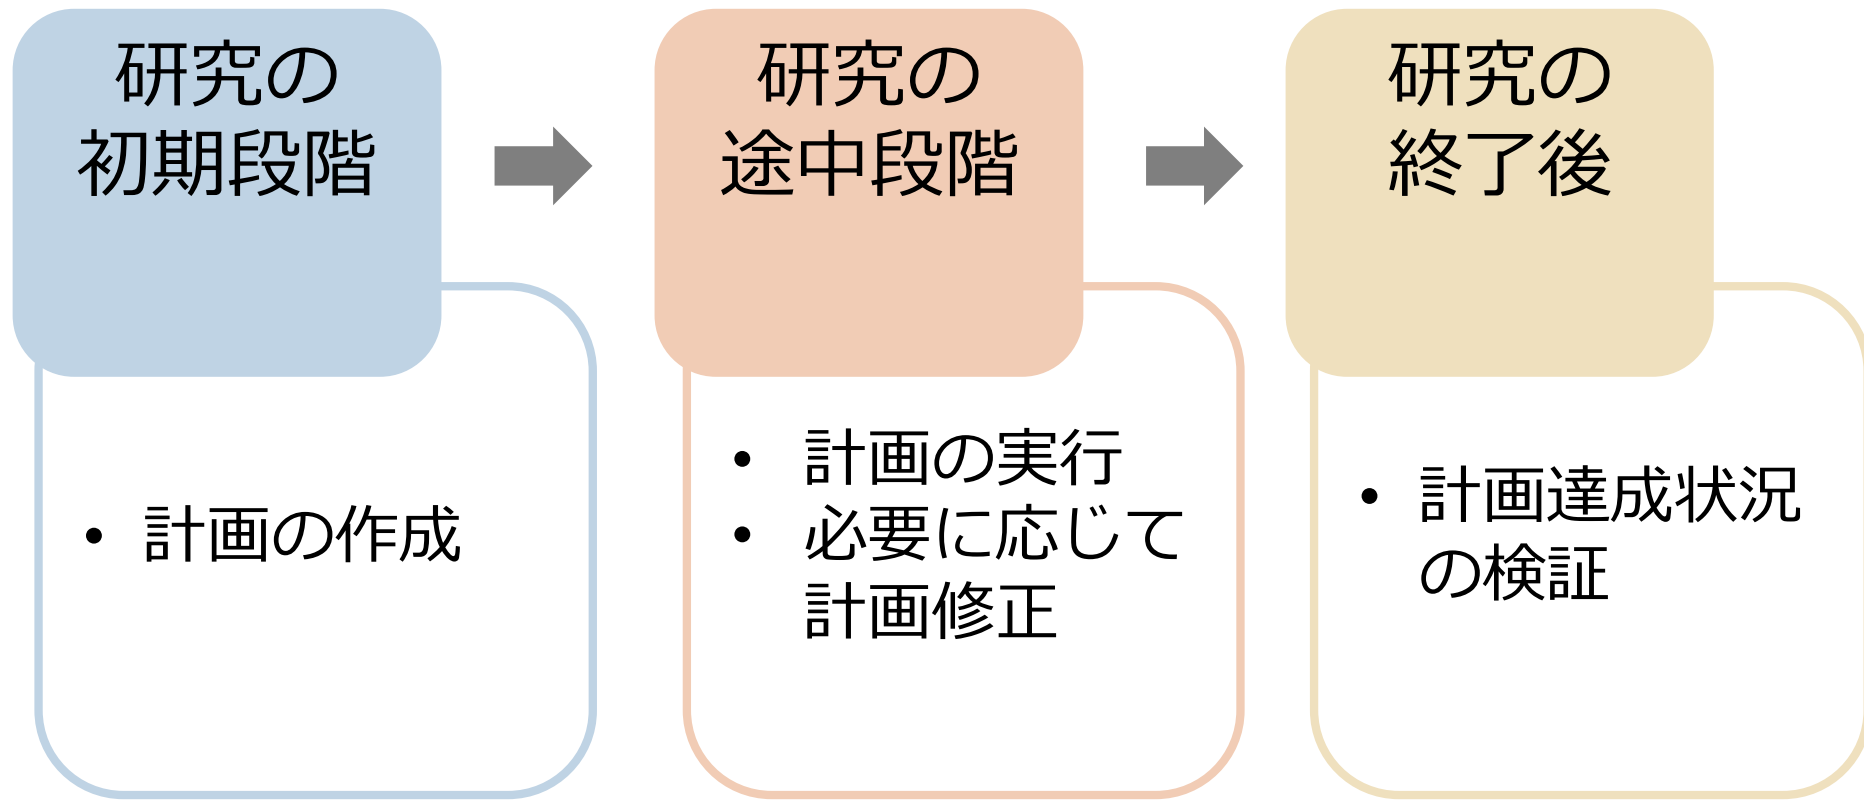 研究の
初期段階
• 計画の作成
研究の
途中段階
• 計画の実行
• 必要に応じて
計画修正
研究の
終了後
• 計画達成状況
の検証